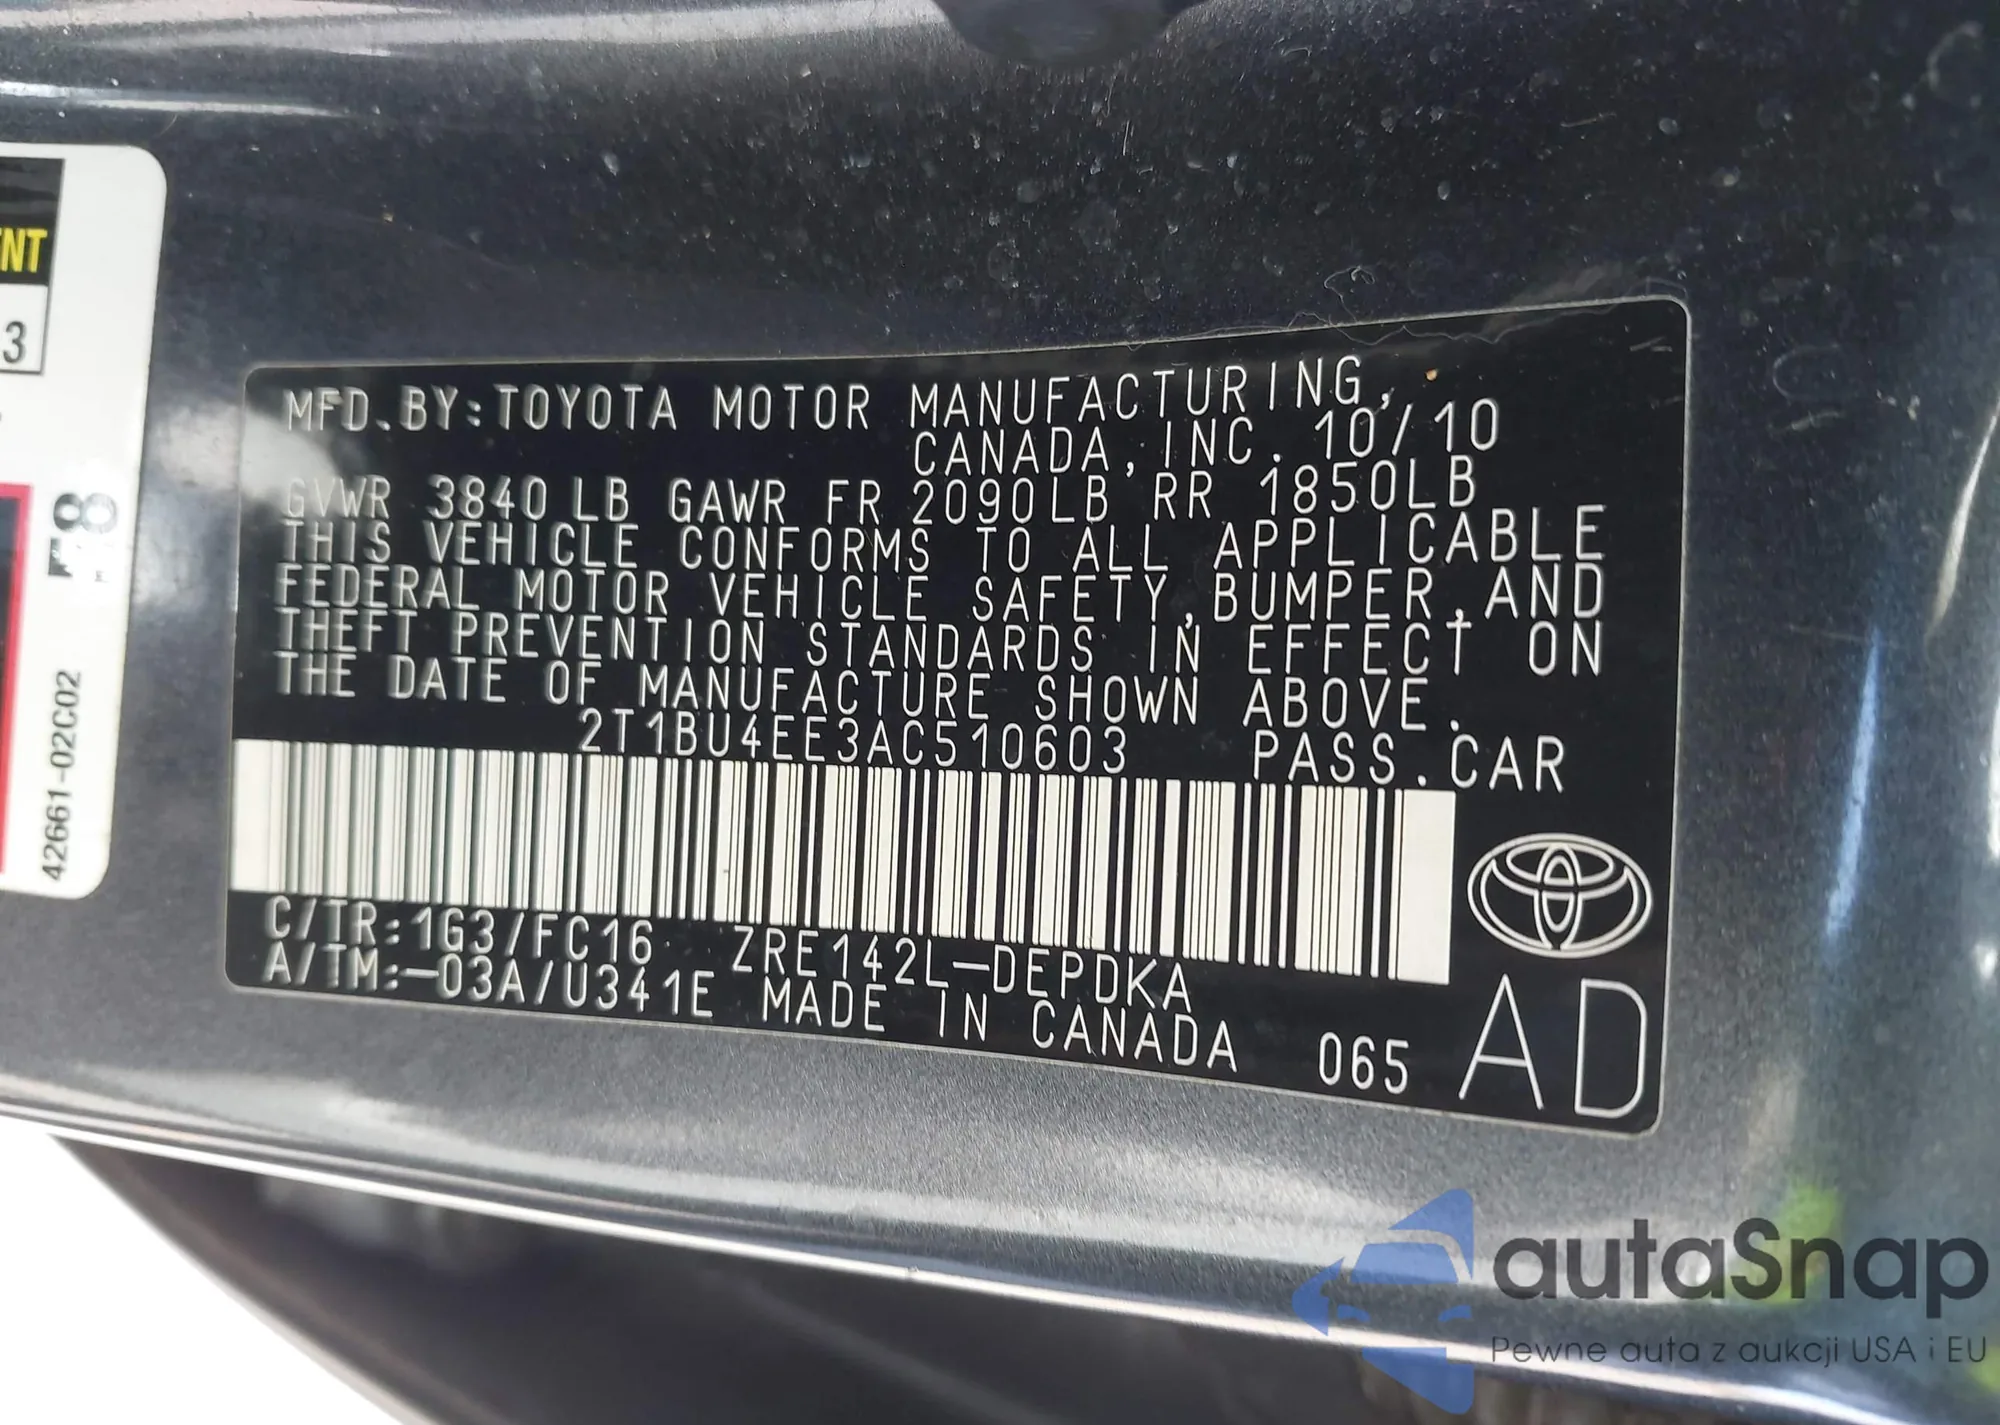 ENT
3
F8
42661-02C02
MFD.BY:TOYOTA MOTOR MANUFACTURING,
CANADA,INC. 10/10
GVWR 3840 LB GAWR FR 2090LB RR 1850LB
THIS VEHICLE CONFORMS TO ALL APPLICABLE
FEDERAL MOTOR VEHICLE SAFETY,BUMPER,AND
THEFT PREVENTION STANDARDS IN EFFECT ON
THE DATE OF MANUFACTURE SHOWN ABOVE.
2T1BU4EE3AC510603 PASS.CAR
C/TR:1G3/FC16 ZRE142L-DEPDKA
A/TM:-03A/U341E MADE IN CANADA 065
AD
autaSnap
Pewne auta z aukcji USA i EU